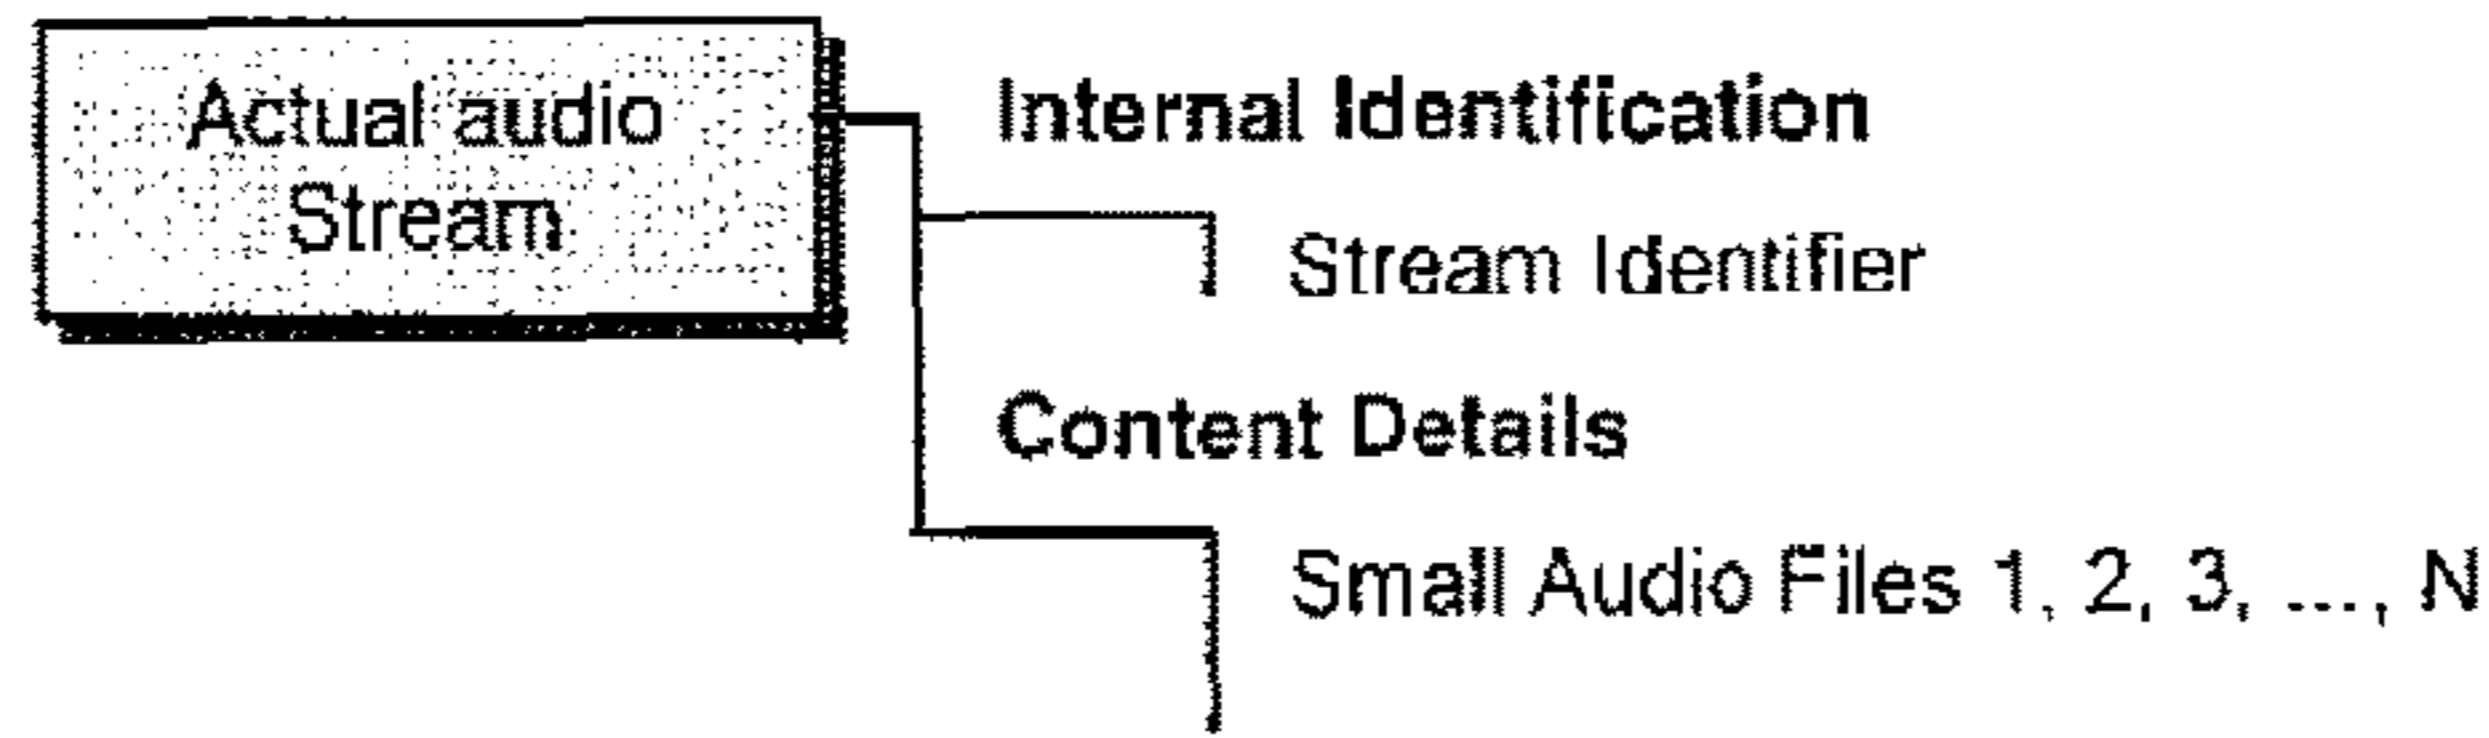 Actual audio
Stream
Internal Identification
Stream Identifier
Content Details
Small Audio Files 1, 2, 3, ..., N